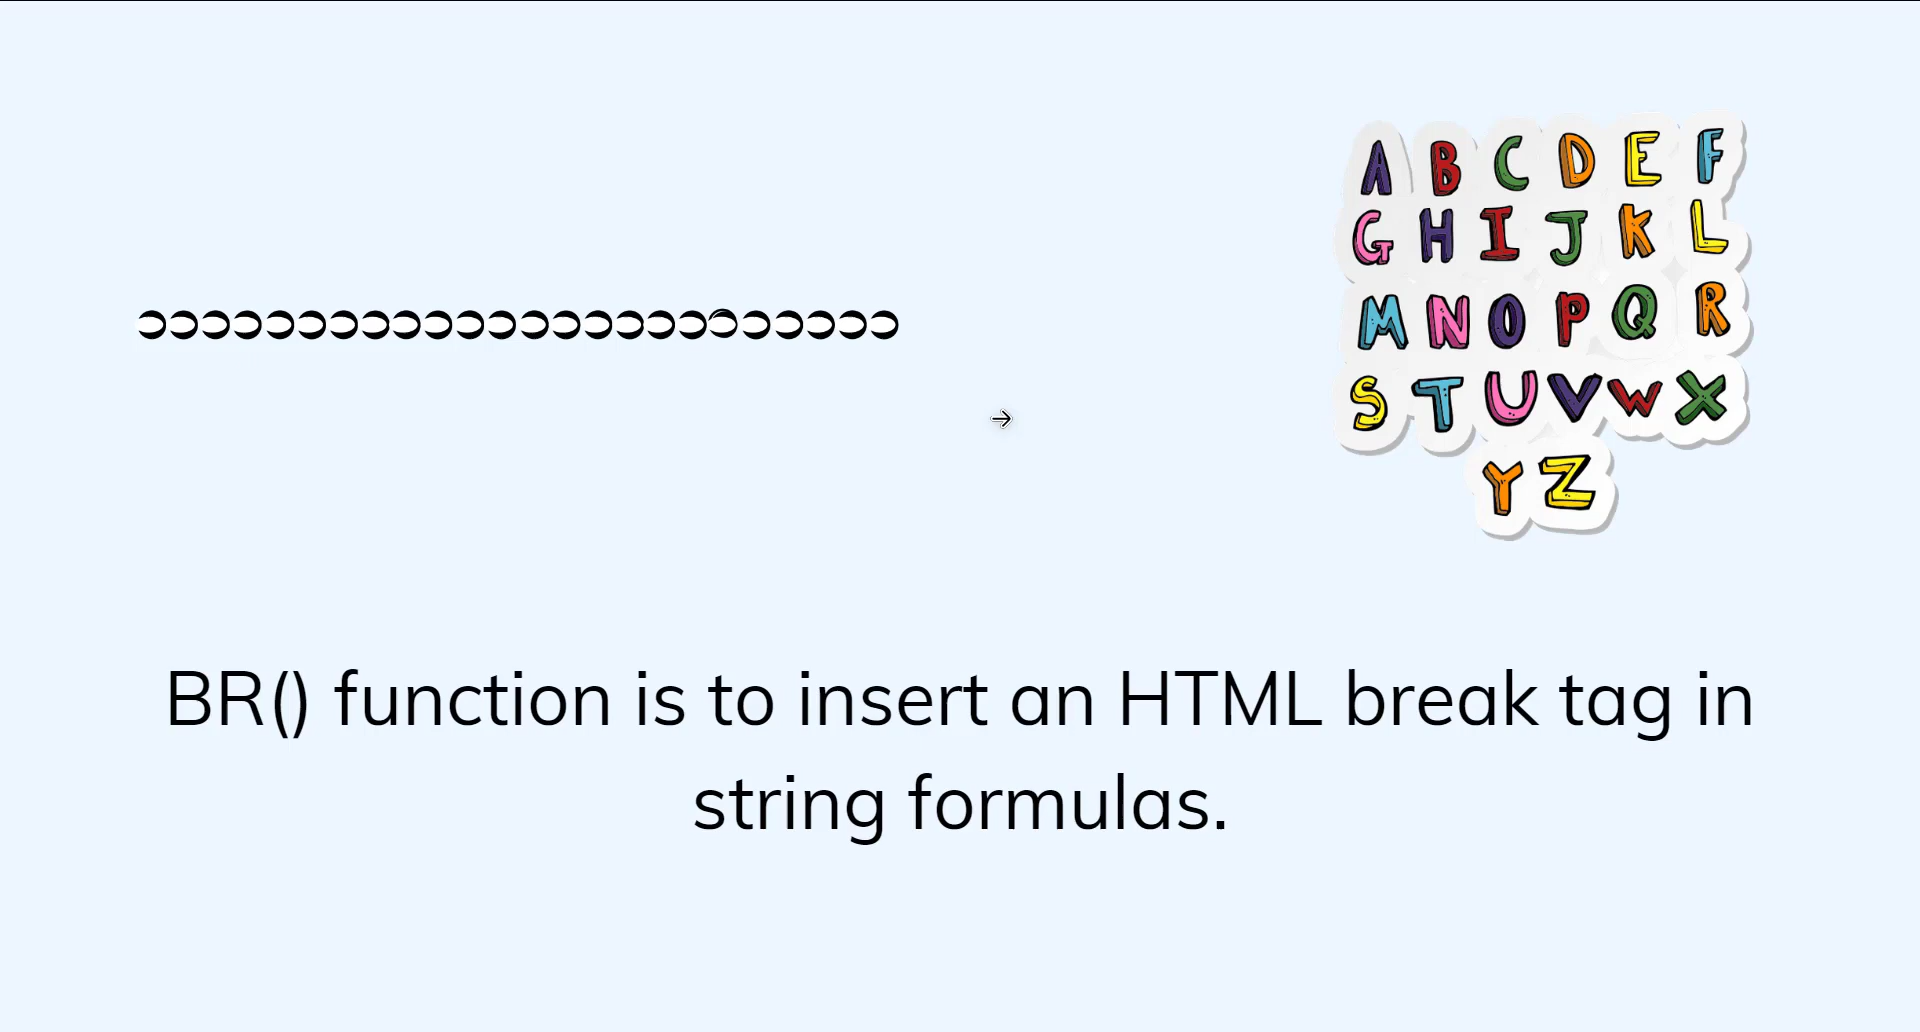 A B C D E F
G H I J K L
M N O P Q R
S T U V W X
Y Z
BR() function is to insert an HTML break tag in
string formulas.